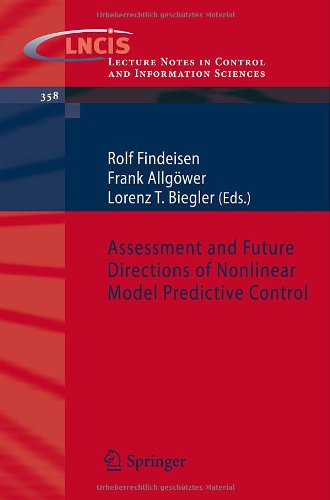 Urheberrechtlich geschütztes Material
LNCIS
LECTURE NOTES IN CONTROL
AND INFORMATION SCIENCES
358
Rolf Findeisen
Frank Allgöwer
Lorenz T. Biegler (Eds.)
Assessment and Future
Directions of Nonlinear
Model Predictive Control
Springer
Urheberrechtlich geschütztes Material